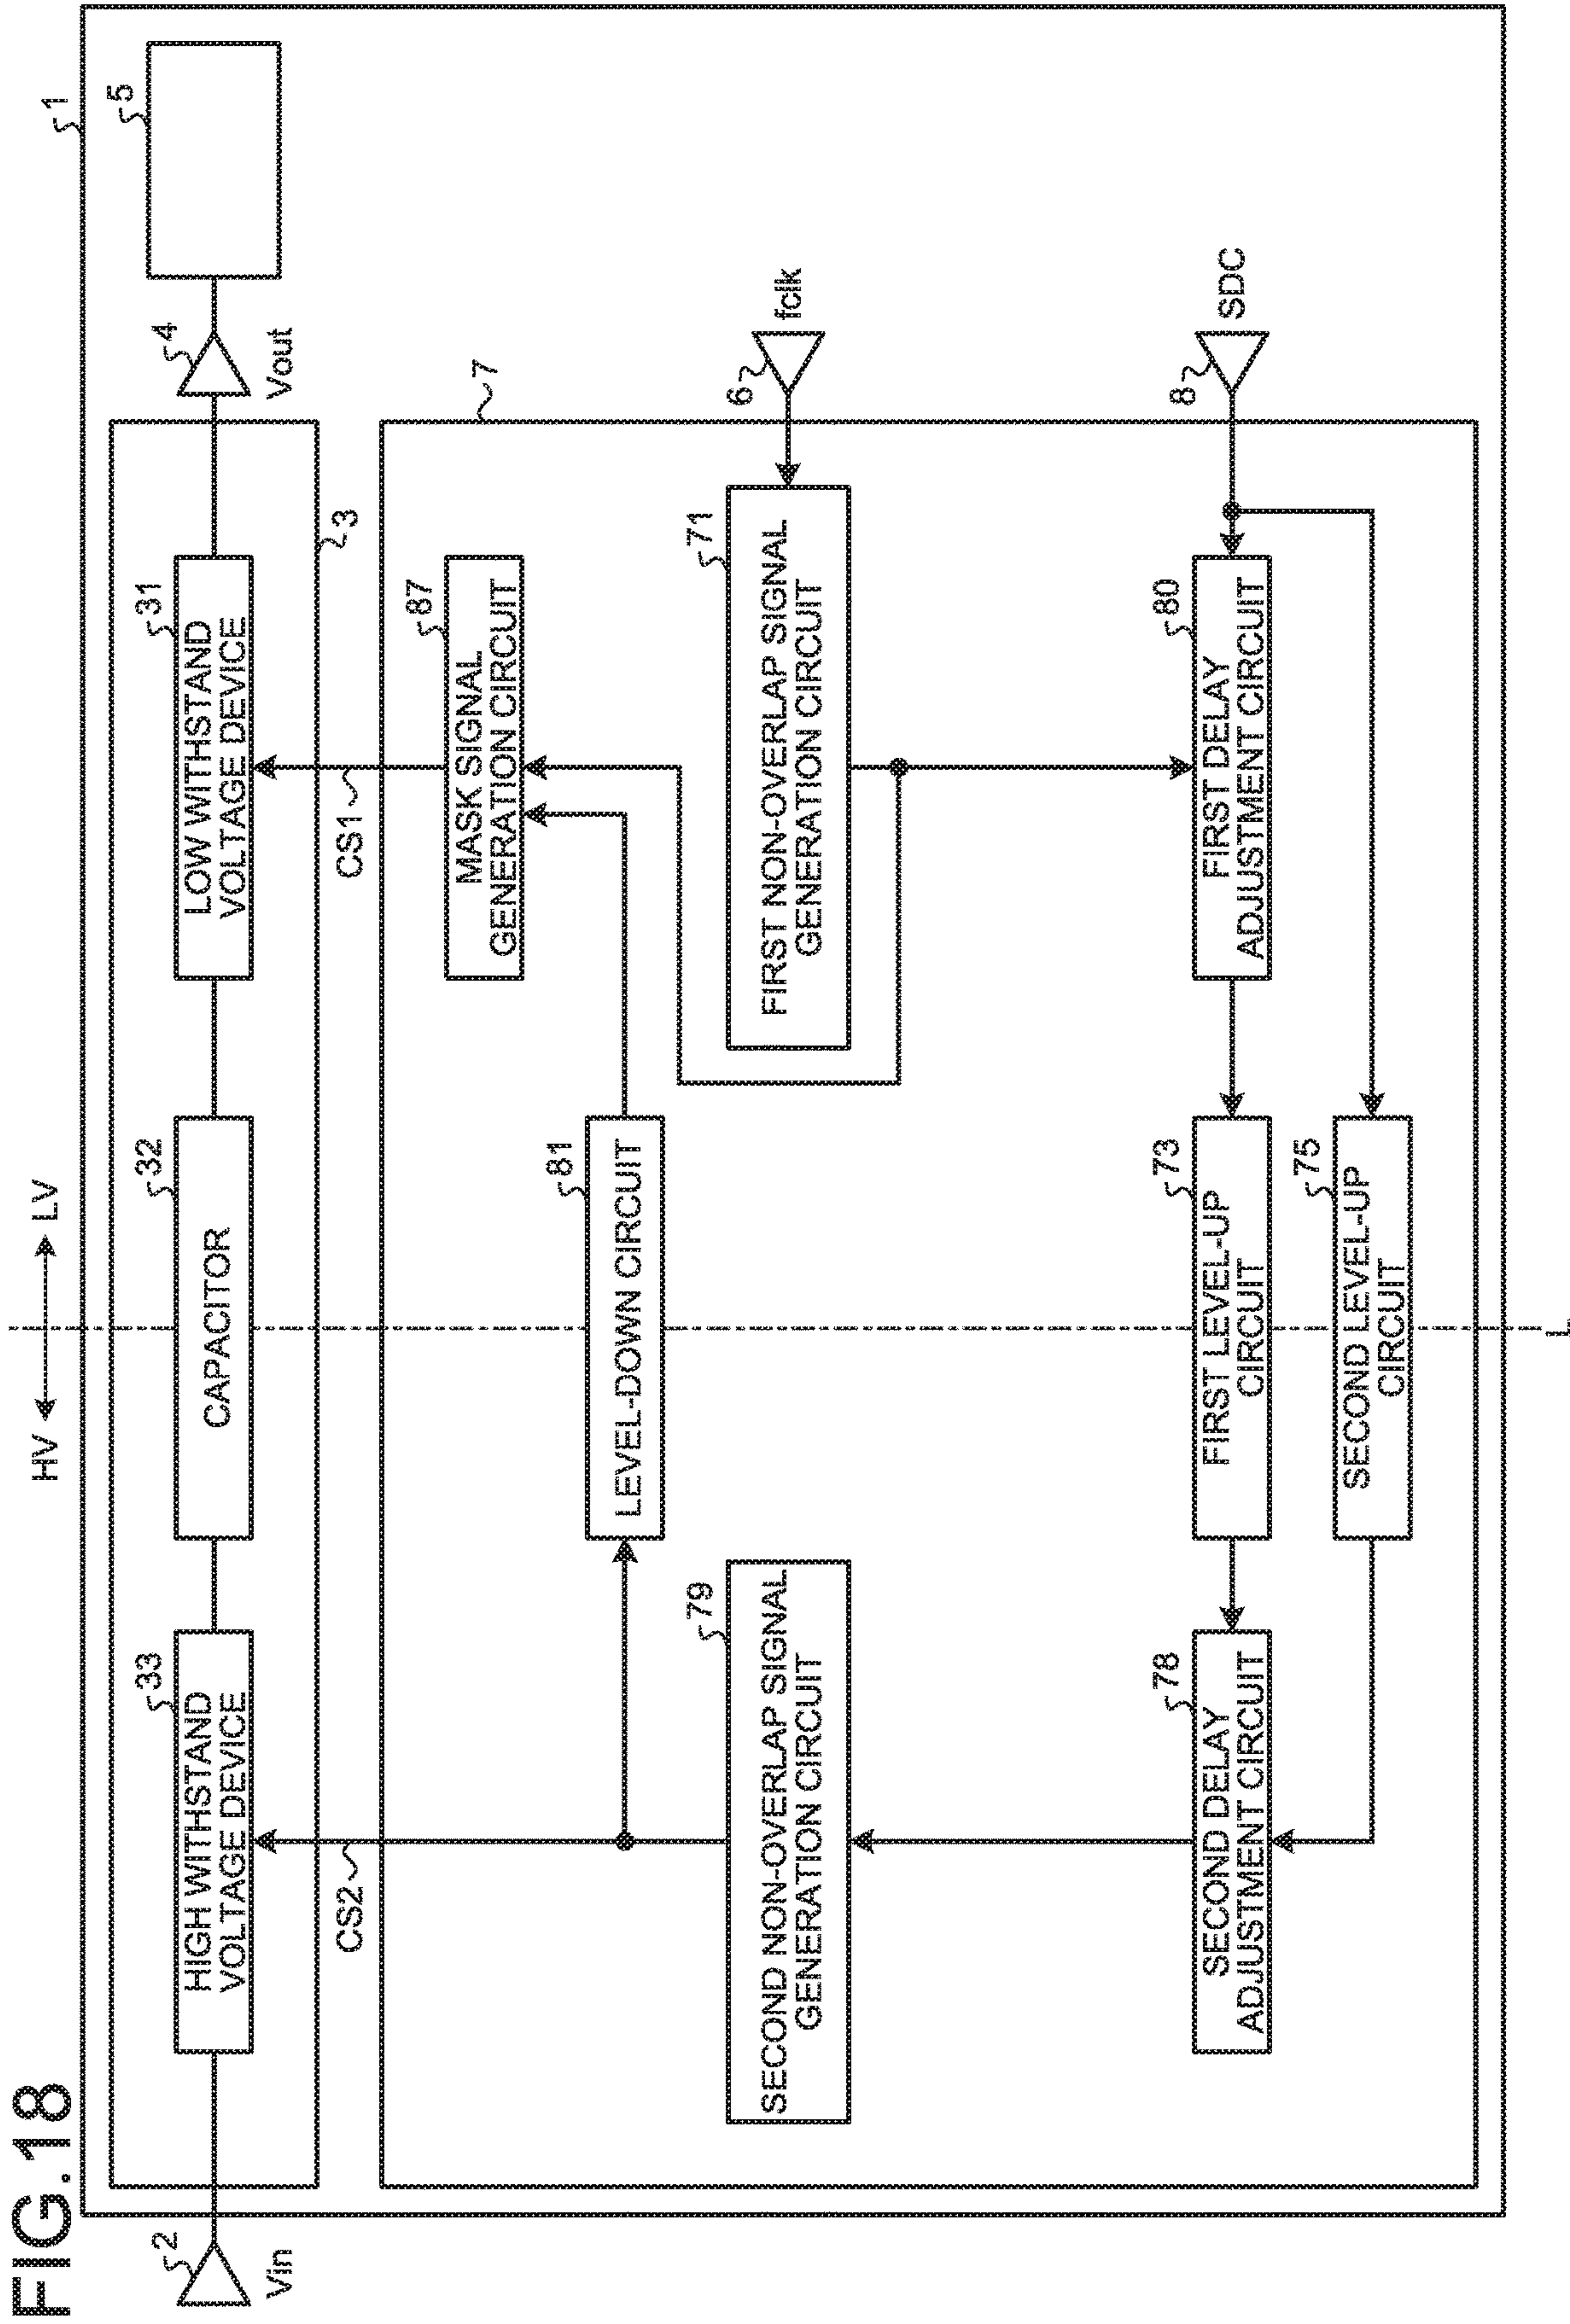 FIG.18
HV
LV
1
2
Vin
33
HIGH WITHSTAND
VOLTAGE DEVICE
32
CAPACITOR
31
LOW WITHSTAND
VOLTAGE DEVICE
4
Vout
5
3
CS2
CS1
7
87
MASK SIGNAL
GENERATION CIRCUIT
81
LEVEL-DOWN CIRCUIT
79
SECOND NON-OVERLAP SIGNAL
GENERATION CIRCUIT
71
FIRST NON-OVERLAP SIGNAL
GENERATION CIRCUIT
6
fclk
78
SECOND DELAY
ADJUSTMENT CIRCUIT
73
FIRST LEVEL-UP
CIRCUIT
80
FIRST DELAY
ADJUSTMENT CIRCUIT
8
SDC
75
SECOND LEVEL-UP
CIRCUIT
L